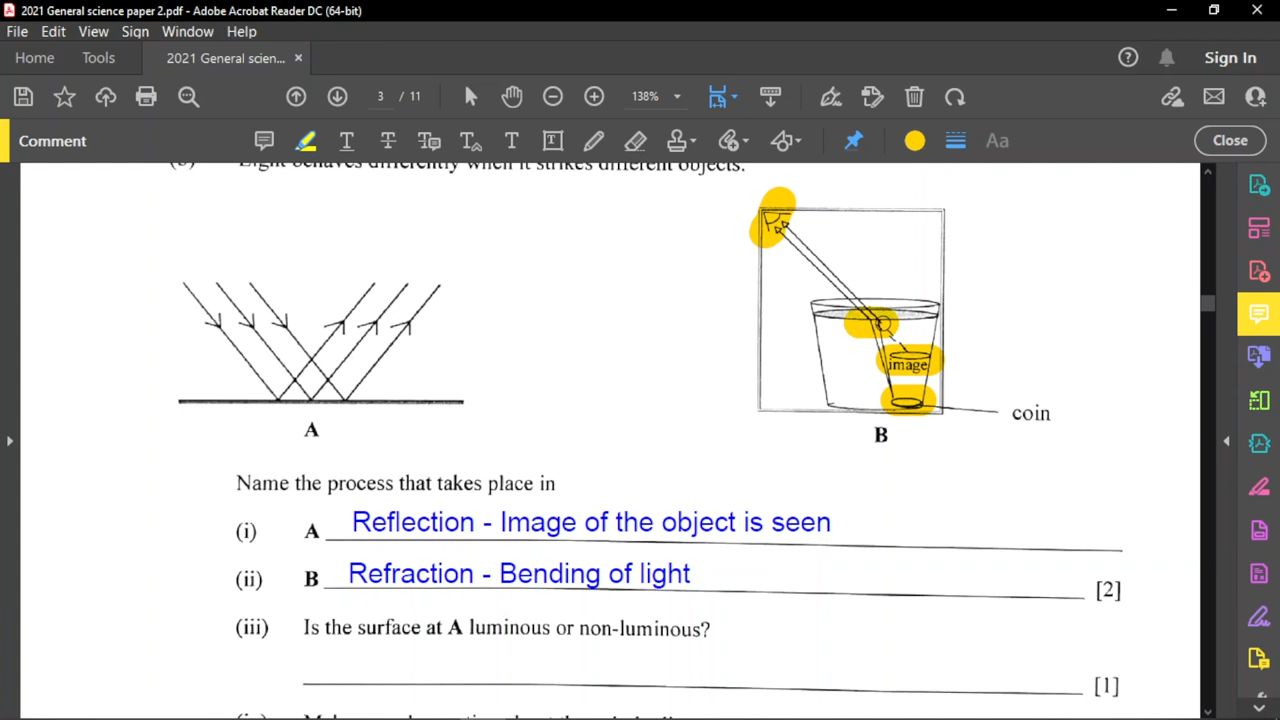 2021 General science paper 2.pdf - Adobe Acrobat Reader DC (64-bit)
File Edit View Sign Window Help
Home Tools 2021 General scien... × Sign In
3 / 11 138%
Comment Aa Close
Light behaves differently when it strikes different objects.
image
coin
A
B
Name the process that takes place in
(i) A Reflection - Image of the object is seen
(ii) B Refraction - Bending of light [2]
(iii) Is the surface at A luminous or non-luminous?
[1]